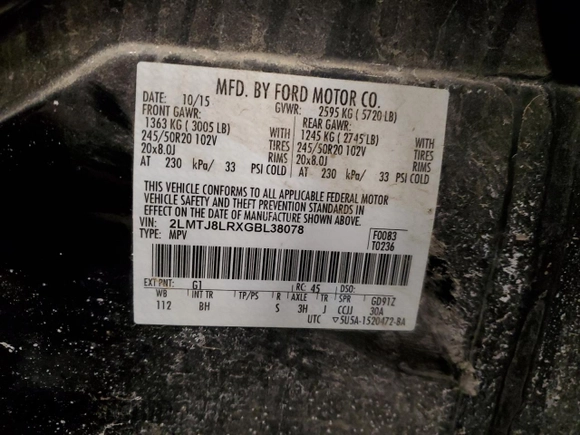 MFD. BY FORD MOTOR CO.
DATE: 10/15 GVWR: 2595 KG ( 5720 LB)
FRONT GAWR: REAR GAWR:
1363 KG ( 3005 LB) WITH 1245 KG ( 2745 LB) WITH
245/50R20 102V TIRES 245/50R20 102V TIRES
20x8.0J RIMS 20x8.0J RIMS
AT 230 kPa/ 33 PSI COLD AT 230 kPa/ 33 PSI COLD
THIS VEHICLE CONFORMS TO ALL APPLICABLE FEDERAL MOTOR
VEHICLE SAFETY AND THEFT PREVENTION STANDARDS IN
EFFECT ON THE DATE OF MANUFACTURE SHOWN ABOVE.
VIN: 2LMTJ8LRXGBL38078 F0083
TYPE: MPV T0236
EXT PNT: G1 RC: 45 DSO:
WB INT TR TP/PS R AXLE TR SPR GD91Z
112 BH S 3H J CCJJ 30A
UTC ▽5U5A-1520472-BA